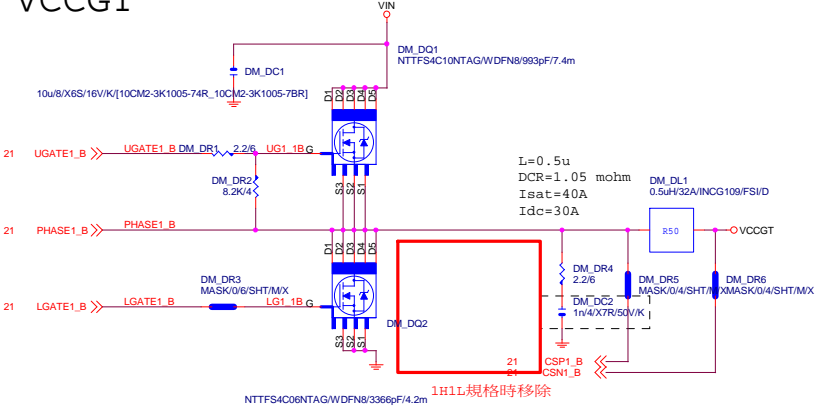 VCCGT
VIN
DM_DQ1
NTTFS4C10NTAG/WDFN8/993pF/7.4m
DM_DC1
10u/8/X6S/16V/K/[10CM2-3K1005-74R_10CM2-3K1005-7BR]
D1 D2 D3 D4 D5
21 UGATE1_B UGATE1_B DM_DR1 2.2/6 UG1_1B G
S3 S2 S1
DM_DR2
8.2K/4
L=0.5u
DCR=1.05 mohm
Isat=40A
Idc=30A
DM_DL1
0.5uH/32A/INCG109/FSI/D
21 PHASE1_B PHASE1_B
R50
VCCGT
D1 D2 D3 D4 D5
DM_DR3
MASK/0/6/SHT/M/X
21 LGATE1_B LGATE1_B LG1_1B G
DM_DQ2
S3 S2 S1
DM_DR4
2.2/6
DM_DC2
1n/4/X7R/50V/K
DM_DR5
MASK/0/4/SHT/M/X
DM_DR6
MASK/0/4/SHT/M/X
21 CSP1_B
21 CSN1_B
1H1L規格時移除
NTTFS4C06NTAG/WDFN8/3366pF/4.2m